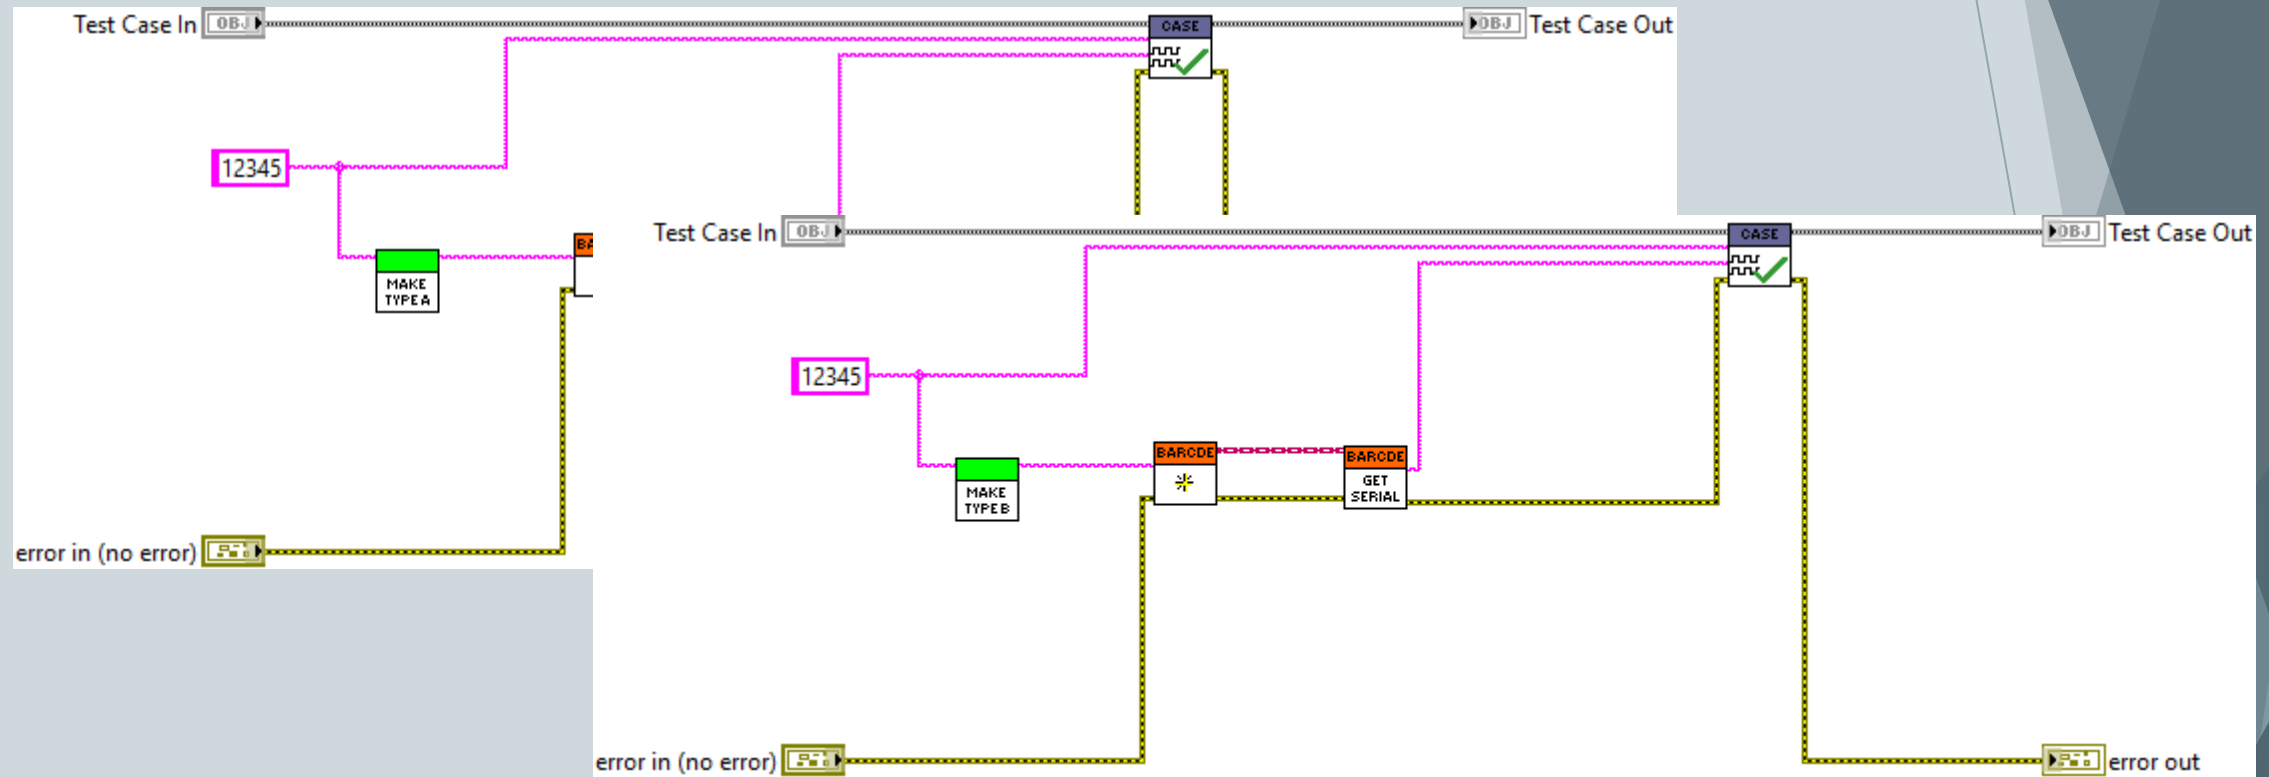 Test Case In
OBJ
CASE
OBJ
Test Case Out
12345
MAKE
TYPE A
BA
error in (no error)
Test Case In
OBJ
CASE
OBJ
Test Case Out
12345
MAKE
TYPE B
BARCDE
BARCDE
GET
SERIAL
error in (no error)
error out